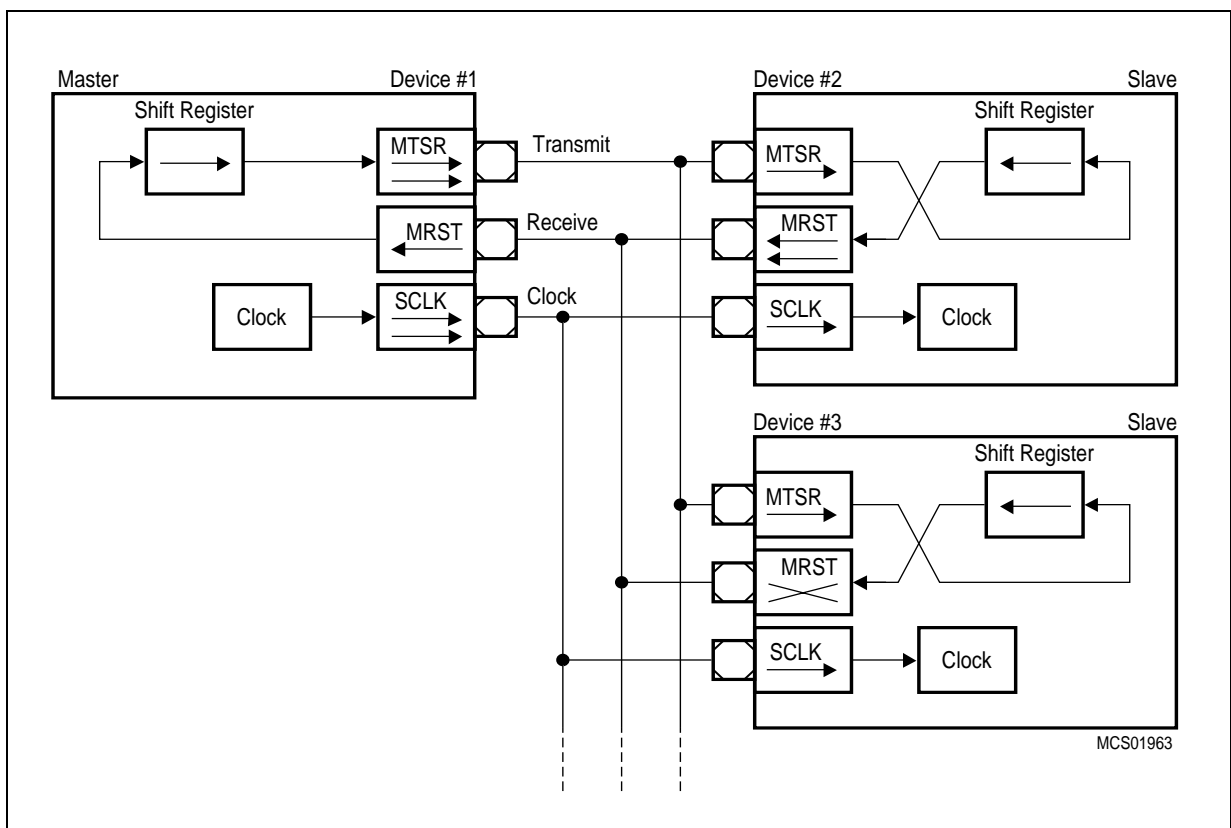 Master
Device #1
Shift Register
MTSR
Transmit
MRST
Receive
Clock
SCLK
Clock
Device #2
Slave
Shift Register
MTSR
MRST
SCLK
Clock
Device #3
Slave
Shift Register
MTSR
MRST
SCLK
Clock
MCS01963